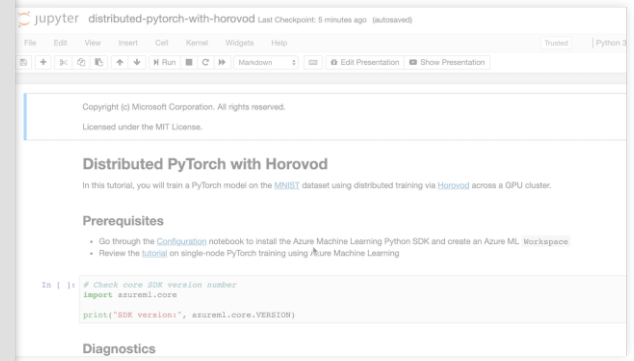 jupyter distributed-pytorch-with-horovod Last Checkpoint: 5 minutes ago (autosaved)
File Edit View Insert Cell Kernel Widgets Help Trusted Python 3
Run Markdown Edit Presentation Show Presentation
Copyright (c) Microsoft Corporation. All rights reserved.
Licensed under the MIT License.
Distributed PyTorch with Horovod
In this tutorial, you will train a PyTorch model on the MNIST dataset using distributed training via Horovod across a GPU cluster.
Prerequisites
• Go through the Configuration notebook to install the Azure Machine Learning Python SDK and create an Azure ML Workspace
• Review the tutorial on single-node PyTorch training using Azure Machine Learning
In [ ]: # Check core SDK version number
import azureml.core
print("SDK version:", azureml.core.VERSION)
Diagnostics